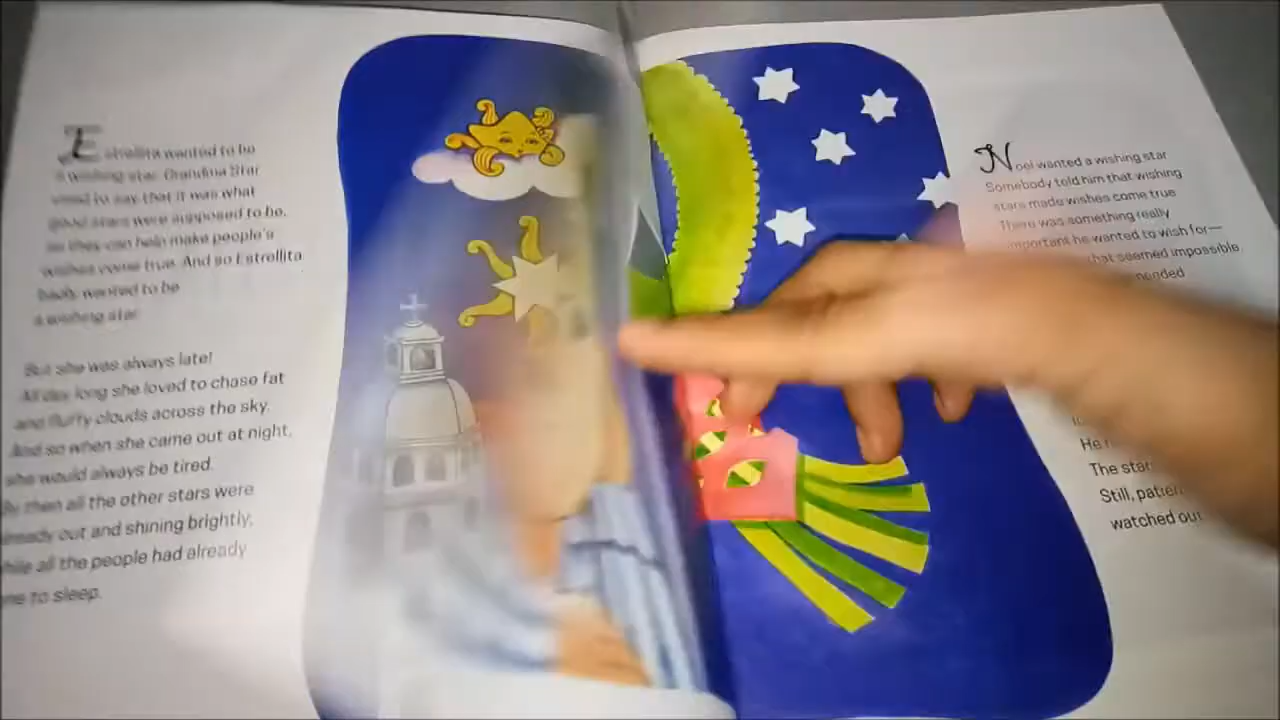 Estrellita wanted to be
a wishing star. Grandma Star
used to say that it was what
good stars were supposed to be,
so they can help make people's
wishes come true. And so Estrellita
badly wanted to be
a wishing star.
But she was always late!
All day long she loved to chase fat
and fluffy clouds across the sky.
And so when she came out at night,
she would always be tired.
By then all the other stars were
already out and shining brightly,
while all the people had already
to sleep.
Noel wanted a wishing star
Somebody told him that wishing
stars made wishes come true
There was something really
important he wanted to wish for—
that seemed impossible
He
The
Still,
watched out